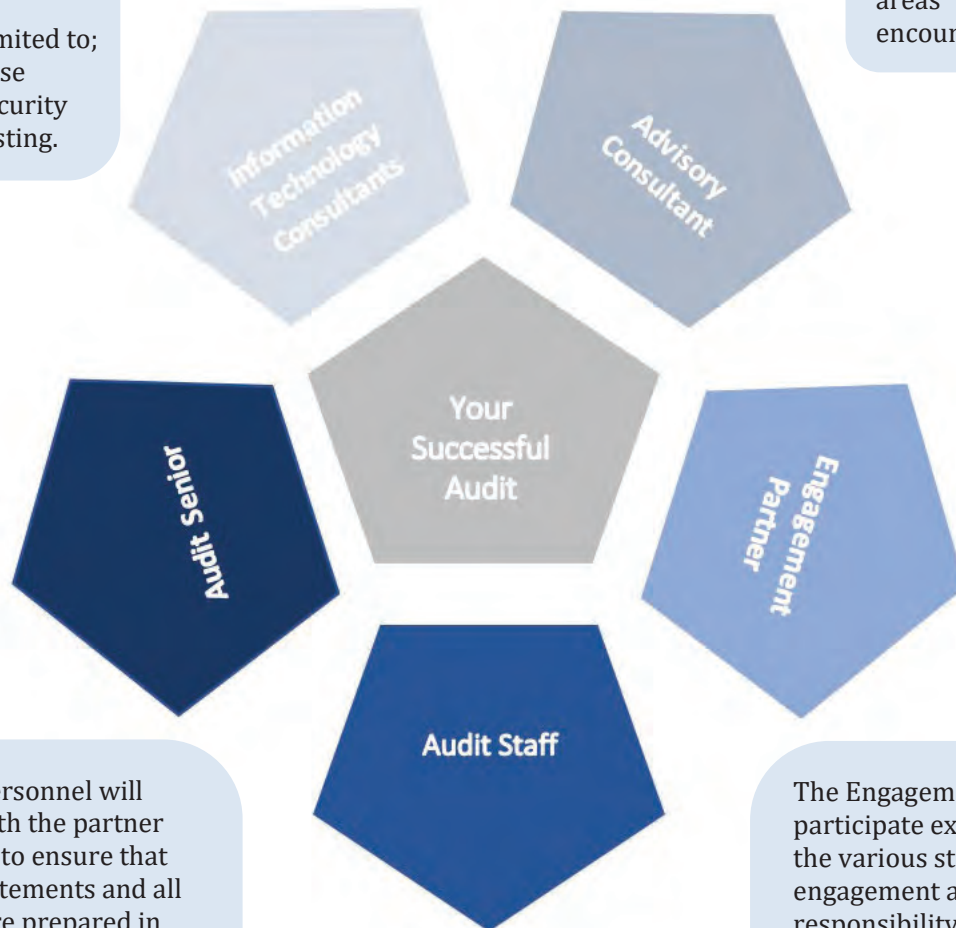 mited to;
se
curity
sting.
areas
encour
Information
Technology
Consultants
Advisory
Consultant
Your
Successful
Audit
Audit Senior
Engagement
Partner
Audit Staff
ersonnel will
th the partner
to ensure that
tements and all
re prepared in
The Engagem
participate ex
the various st
engagement a
responsibility